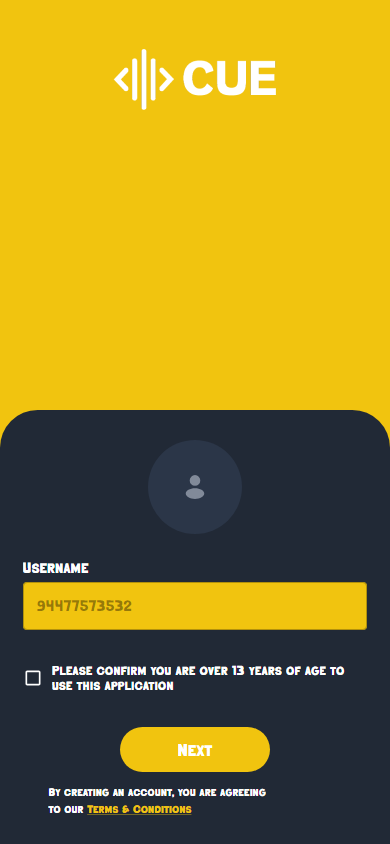 CUE
Username
94477573532
Please confirm you are over 13 years of age to
use this application
Next
By creating an account, you are agreeing
to our Terms & Conditions